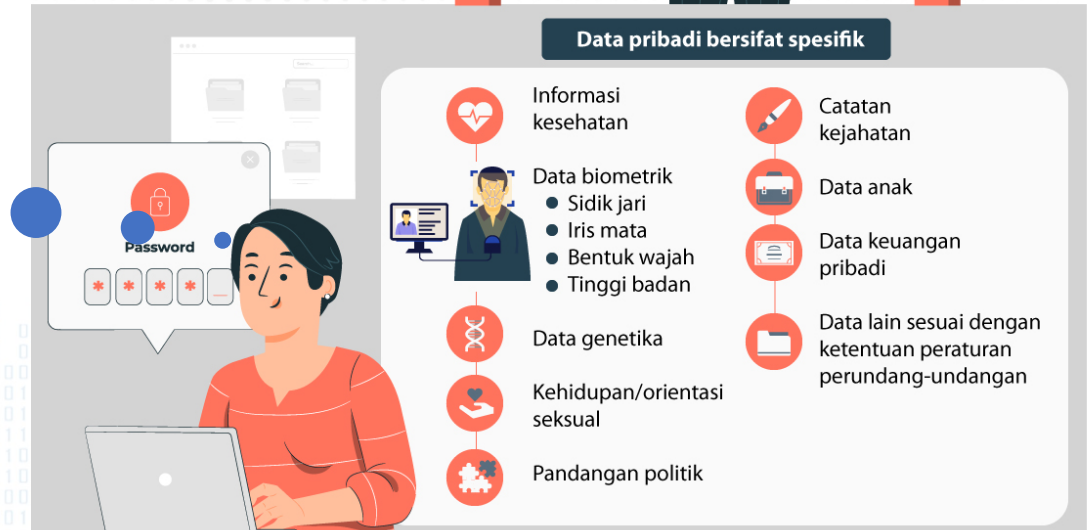 Data pribadi bersifat spesifik
Informasi
kesehatan
Data biometrik
Sidik jari
Iris mata
Bentuk wajah
Tinggi badan
Data genetika
Kehidupan/orientasi
seksual
Pandangan politik
Catatan
kejahatan
Data anak
Data keuangan
pribadi
Data lain sesuai dengan
ketentuan peraturan
perundang-undangan
Password
* * * * _